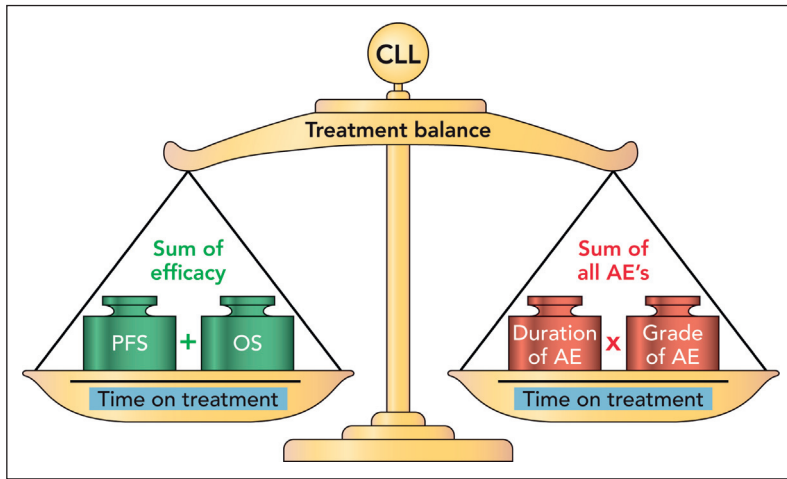 CLL
Treatment balance
Sum of
efficacy
PFS + OS
Time on treatment
Sum of
all AE's
Duration
of AE
x
Grade
of AE
Time on treatment